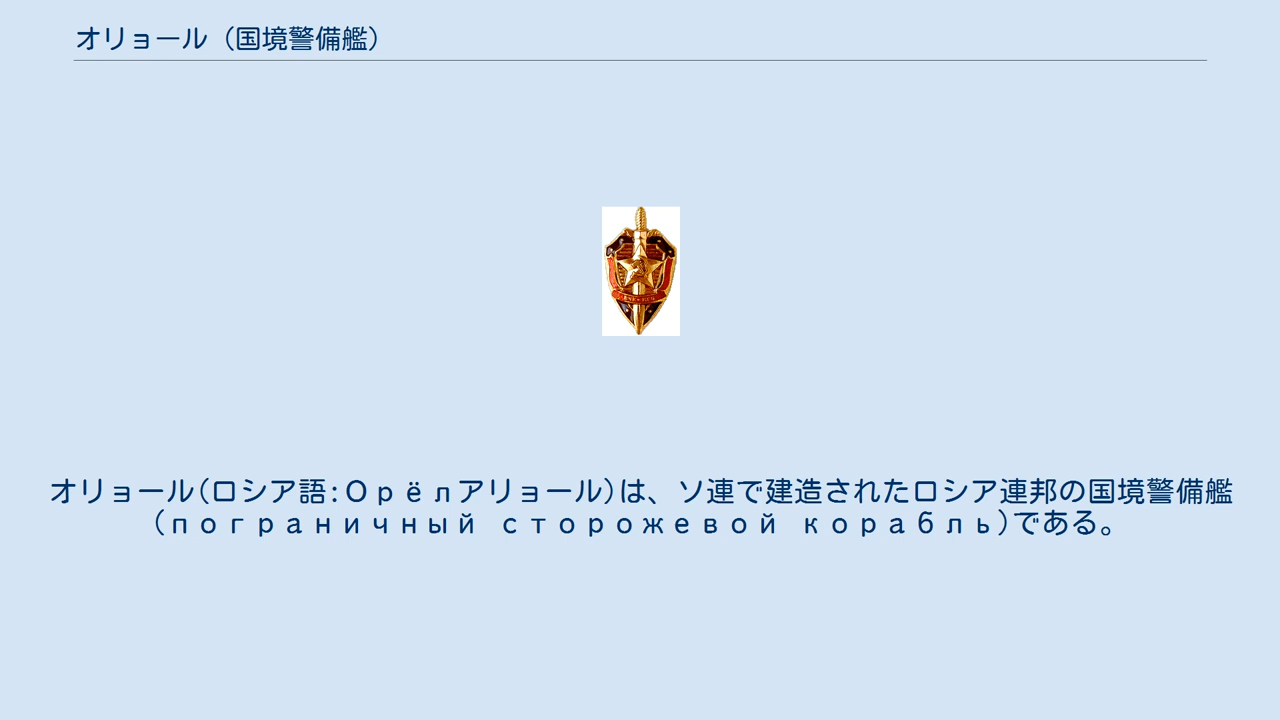 オリョール（国境警備艦）
オリョール(ロシア語:Орёлアリョール)は、ソ連で建造されたロシア連邦の国境警備艦
(пограничный сторожевой корабль)である。